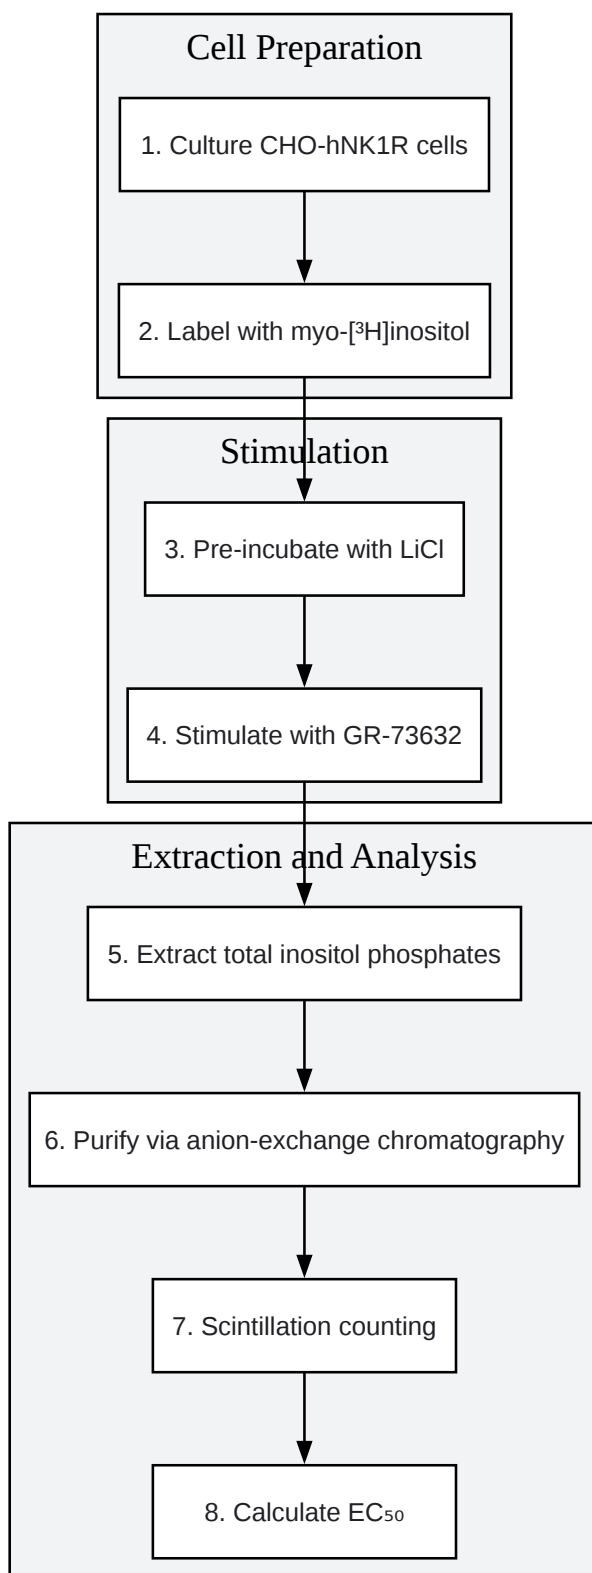 Cell Preparation
1. Culture CHO-hNK1R cells
2. Label with myo-[³H]inositol
Stimulation
3. Pre-incubate with LiCl
4. Stimulate with GR-73632
Extraction and Analysis
5. Extract total inositol phosphates
6. Purify via anion-exchange chromatography
7. Scintillation counting
8. Calculate EC₅₀